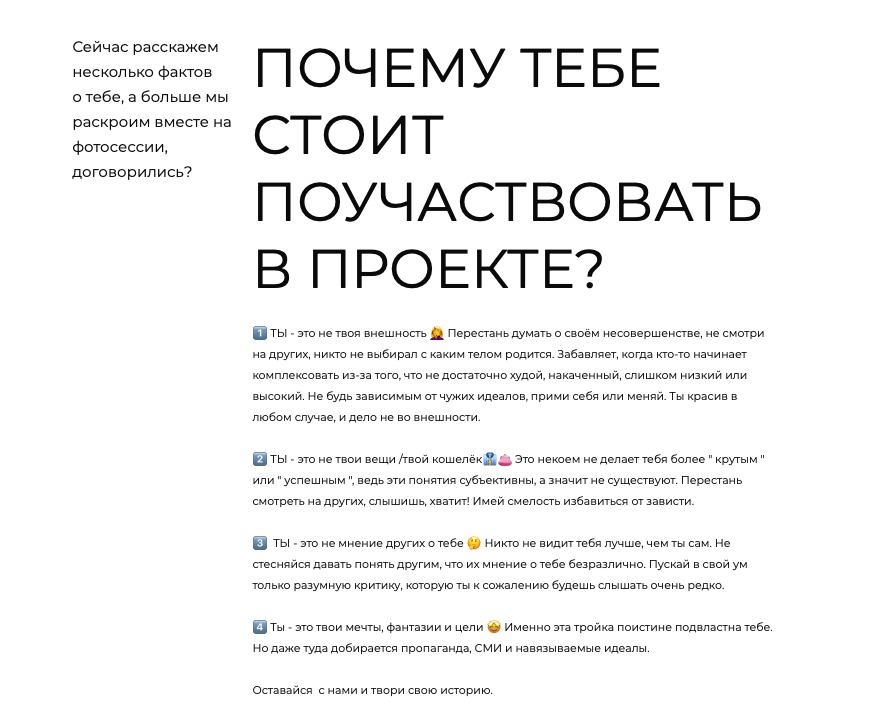 Сейчас расскажем
несколько фактов
о тебе, а больше мы
раскроим вместе на
фотосессии,
договорились?
ПОЧЕМУ ТЕБЕ
СТОИТ
ПОУЧАСТВОВАТЬ
В ПРОЕКТЕ?
1️⃣ ТЫ - это не твоя внешность 🤦‍♀️ Перестань думать о своём несовершенстве, не смотри
на других, никто не выбирал с каким телом родится. Забавляет, когда кто-то начинает
комплексовать из-за того, что не достаточно худой, накаченный, слишком низкий или
высокий. Не будь зависимым от чужих идеалов, прими себя или меняй. Ты красив в
любом случае, и дело не во внешности.
2️⃣ ТЫ - это не твои вещи /твой кошелёк👔👛 Это некоем не делает тебя более " крутым "
или " успешным ", ведь эти понятия субъективны, а значит не существуют. Перестань
смотреть на других, слышишь, хватит! Имей смелость избавиться от зависти.
3️⃣  ТЫ - это не мнение других о тебе 🤔 Никто не видит тебя лучше, чем ты сам. Не
стесняйся давать понять другим, что их мнение о тебе безразлично. Пускай в свой ум
только разумную критику, которую ты к сожалению будешь слышать очень редко.
4️⃣ Ты - это твои мечты, фантазии и цели 🤩 Именно эта тройка поистине подвластна тебе.
Но даже туда добирается пропаганда, СМИ и навязываемые идеалы.
Оставайся  с нами и твори свою историю.